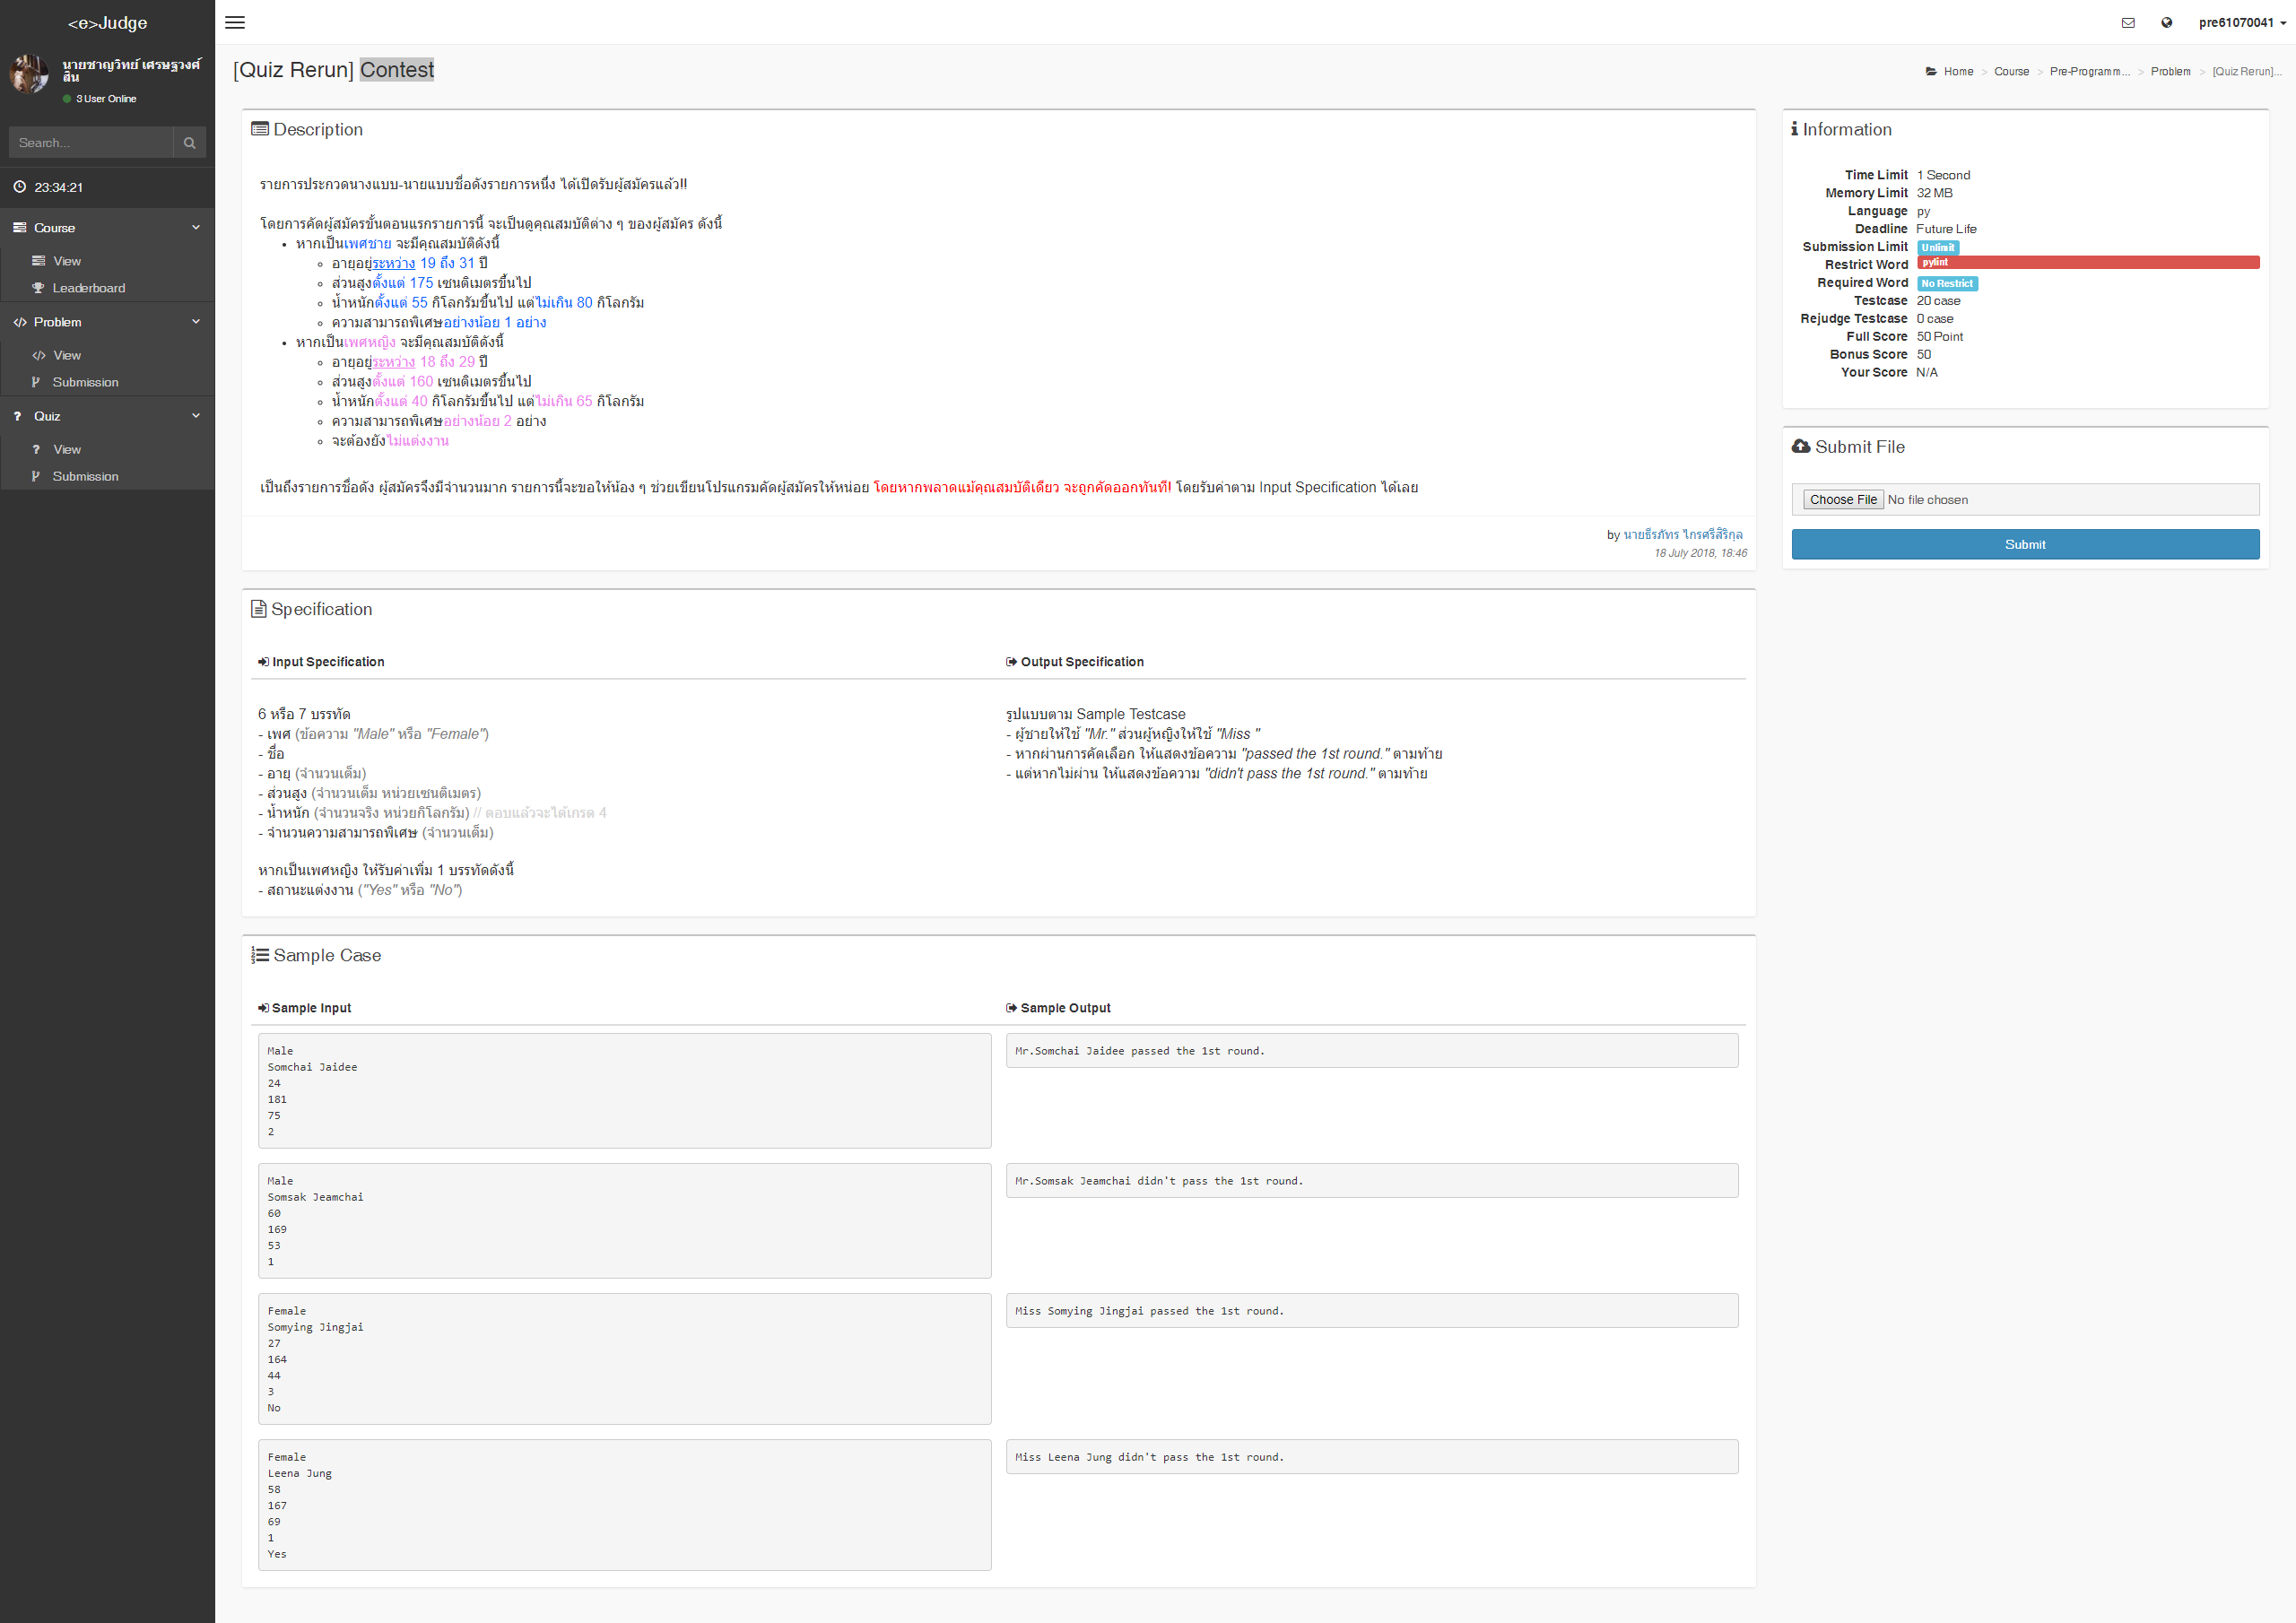 <e>Judge
pre61070041
นายชาญวิทย์ เศรษฐวงศ์
สิน
3 User Online
Search...
23:34:21
Course
View
Leaderboard
Problem
View
Submission
Quiz
View
Submission
[Quiz Rerun] Contest
Home > Course > Pre-Programm... > Problem > [Quiz Rerun]...
Description
รายการประกวดนางแบบ-นายแบบชื่อดังรายการหนึ่ง ได้เปิดรับผู้สมัครแล้ว!!
โดยการคัดผู้สมัครขั้นตอนแรกรายการนี้ จะเป็นดูคุณสมบัติต่าง ๆ ของผู้สมัคร ดังนี้
• หากเป็นเพศชาย จะมีคุณสมบัติดังนี้
◦ อายุอยู่ระหว่าง 19 ถึง 31 ปี
◦ ส่วนสูงตั้งแต่ 175 เซนติเมตรขึ้นไป
◦ น้ำหนักตั้งแต่ 55 กิโลกรัมขึ้นไป แต่ไม่เกิน 80 กิโลกรัม
◦ ความสามารถพิเศษอย่างน้อย 1 อย่าง
• หากเป็นเพศหญิง จะมีคุณสมบัติดังนี้
◦ อายุอยู่ระหว่าง 18 ถึง 29 ปี
◦ ส่วนสูงตั้งแต่ 160 เซนติเมตรขึ้นไป
◦ น้ำหนักตั้งแต่ 40 กิโลกรัมขึ้นไป แต่ไม่เกิน 65 กิโลกรัม
◦ ความสามารถพิเศษอย่างน้อย 2 อย่าง
◦ จะต้องยังไม่แต่งงาน
เป็นถึงรายการชื่อดัง ผู้สมัครจึงมีจำนวนมาก รายการนี้จะขอให้น้อง ๆ ช่วยเขียนโปรแกรมคัดผู้สมัครให้หน่อย โดยหากพลาดแม้คุณสมบัติเดียว จะถูกคัดออกทันที! โดยรับค่าตาม Input Specification ได้เลย
by นายธีรภัทร ไกรศรีสิริกุล
18 July 2018, 18:46
Information
Time Limit 1 Second
Memory Limit 32 MB
Language py
Deadline Future Life
Submission Limit Unlimit
Restrict Word pylint
Required Word No Restrict
Testcase 20 case
Rejudge Testcase 0 case
Full Score 50 Point
Bonus Score 50
Your Score N/A
Submit File
Choose File No file chosen
Submit
Specification
Input Specification
6 หรือ 7 บรรทัด
- เพศ (ข้อความ "Male" หรือ "Female")
- ชื่อ
- อายุ (จำนวนเต็ม)
- ส่วนสูง (จำนวนเต็ม หน่วยเซนติเมตร)
- น้ำหนัก (จำนวนจริง หน่วยกิโลกรัม) // ตอบแล้วจะได้เกรด 4
- จำนวนความสามารถพิเศษ (จำนวนเต็ม)
หากเป็นเพศหญิง ให้รับค่าเพิ่ม 1 บรรทัดดังนี้
- สถานะแต่งงาน ("Yes" หรือ "No")
Output Specification
รูปแบบตาม Sample Testcase
- ผู้ชายให้ใช้ "Mr." ส่วนผู้หญิงให้ใช้ "Miss "
- หากผ่านการคัดเลือก ให้แสดงข้อความ "passed the 1st round." ตามท้าย
- แต่หากไม่ผ่าน ให้แสดงข้อความ "didn't pass the 1st round." ตามท้าย
Sample Case
Sample Input
Sample Output
Male
Somchai Jaidee
24
181
75
2
Mr.Somchai Jaidee passed the 1st round.
Male
Somsak Jeamchai
60
169
53
1
Mr.Somsak Jeamchai didn't pass the 1st round.
Female
Somying Jingjai
27
164
44
3
No
Miss Somying Jingjai passed the 1st round.
Female
Leena Jung
58
167
69
1
Yes
Miss Leena Jung didn't pass the 1st round.